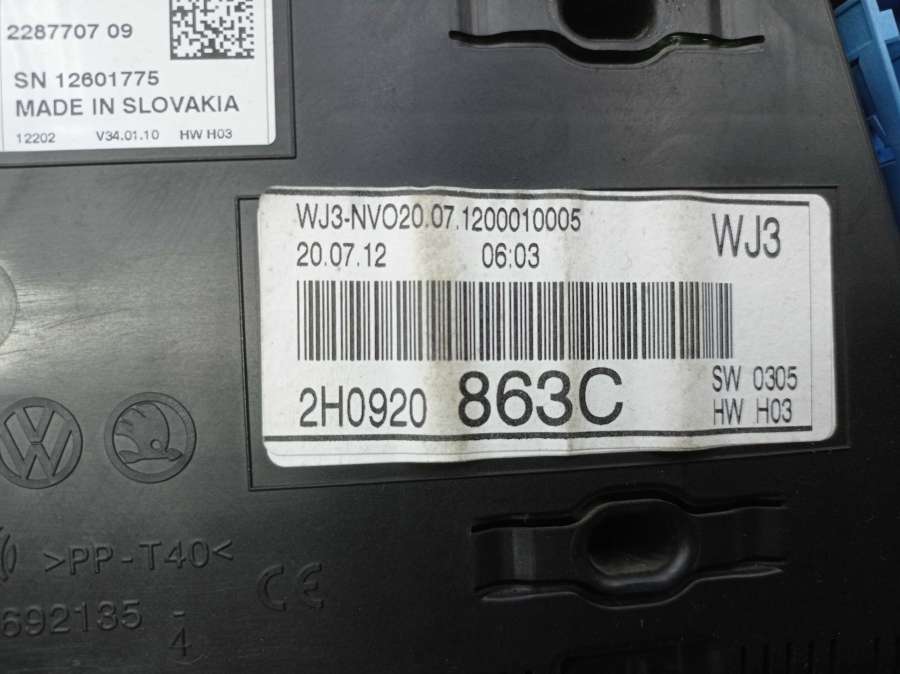 2287707 09
SN 12601775
MADE IN SLOVAKIA
12202 V34.01.10 HW H03
WJ3-NVO20.07.1200010005
20.07.12 06:03
WJ3
2H0920 863C
SW 0305
HW H03
>PP-T40<
CE
692135 -
4